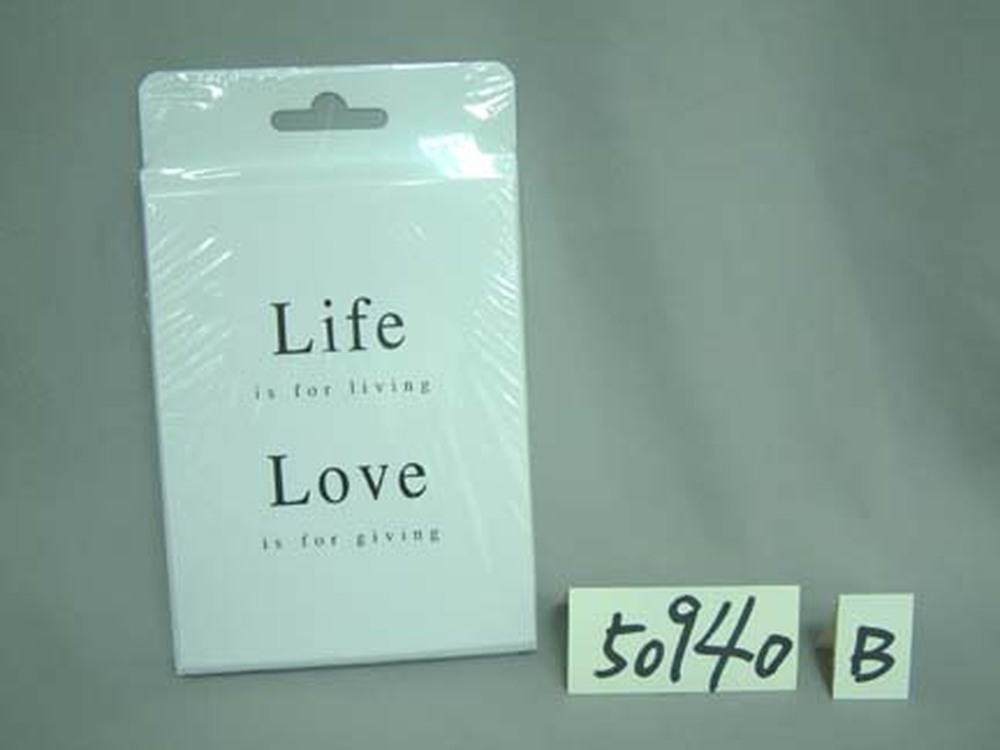 Life
is for living
Love
is for giving
50940
B